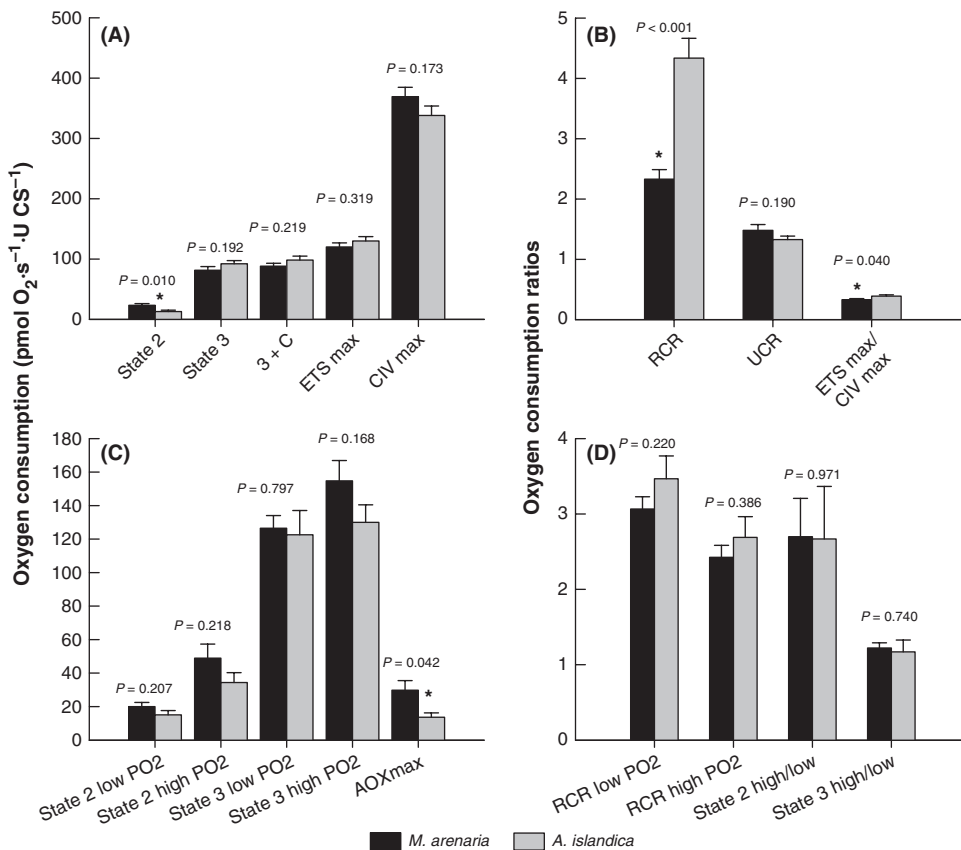 Oxygen consumption (pmol O₂·s⁻¹·U CS⁻¹)
(A)
500
400
300
200
100
0
P = 0.010
*
P = 0.192
P = 0.219
P = 0.319
P = 0.173
State 2
State 3
3 + C
ETS max
CIV max
Oxygen consumption ratios
(B)
5
4
3
2
1
0
P < 0.001
*
P = 0.190
P = 0.040
*
RCR
UCR
ETS max/
CIV max
(C)
180
160
140
120
100
80
60
40
20
0
P = 0.207
P = 0.218
P = 0.797
P = 0.168
P = 0.042
*
State 2 low PO2
State 2 high PO2
State 3 low PO2
State 3 high PO2
AOXmax
(D)
4
3
2
1
0
P = 0.220
P = 0.386
P = 0.971
P = 0.740
RCR low PO2
RCR high PO2
State 2 high/low
State 3 high/low
M. arenaria
A. islandica